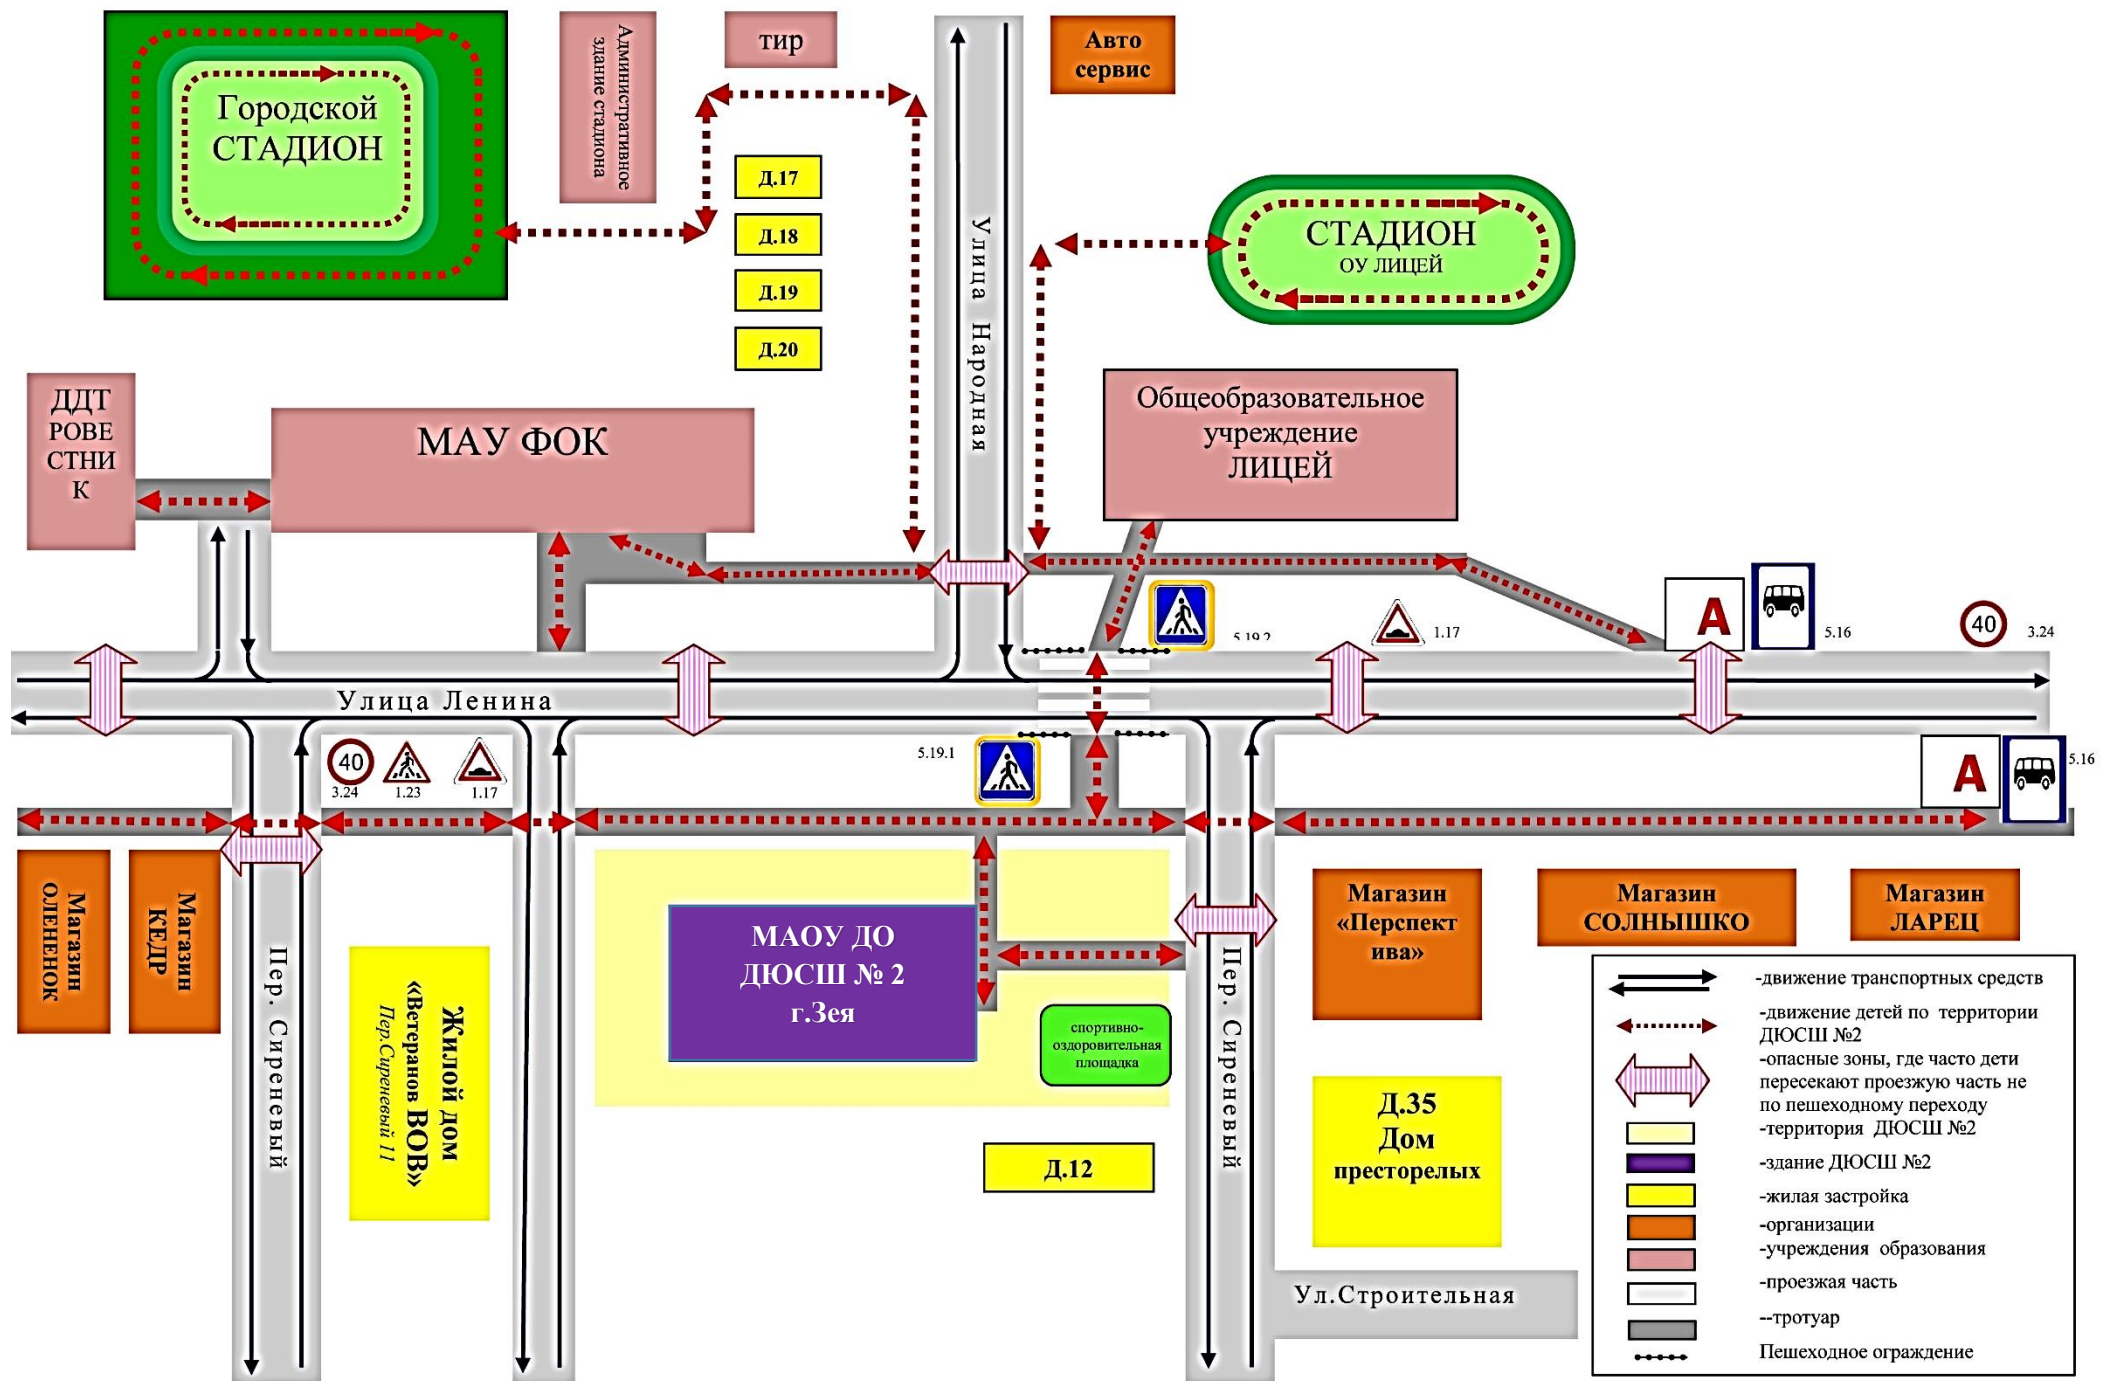 Городской
СТАДИОН
Административное
здание стадиона
тир
Авто
сервис
Д.17
Д.18
Д.19
Д.20
СТАДИОН
ОУ ЛИЦЕЙ
Улица Народная
ДДТ
РОВЕ
СТНИ
К
МАУ ФОК
Общеобразовательное
учреждение
ЛИЦЕЙ
5.19.2
1.17
А
5.16
40
3.24
Улица Ленина
40
3.24
1.23
1.17
5.19.1
А
5.16
Магазин
ОЛЕНЕНОК
Магазин
КЕДР
Пер. Сиреневый
Жилой дом
«Ветеранов ВОВ»
Пер.Сиреневый 11
МАОУ ДО
ДЮСШ № 2
г.Зея
спортивно-
оздоровительная
площадка
Д.12
Пер. Сиреневый
Магазин
«Перспект
ива»
Магазин
СОЛНЫШКО
Магазин
ЛАРЕЦ
Д.35
Дом
престорелых
Ул.Строительная
-движение транспортных средств
-движение детей по территории
ДЮСШ №2
-опасные зоны, где часто дети
пересекают проезжую часть не
по пешеходному переходу
-территория ДЮСШ №2
-здание ДЮСШ №2
-жилая застройка
-организации
-учреждения образования
-проезжая часть
--тротуар
Пешеходное ограждение